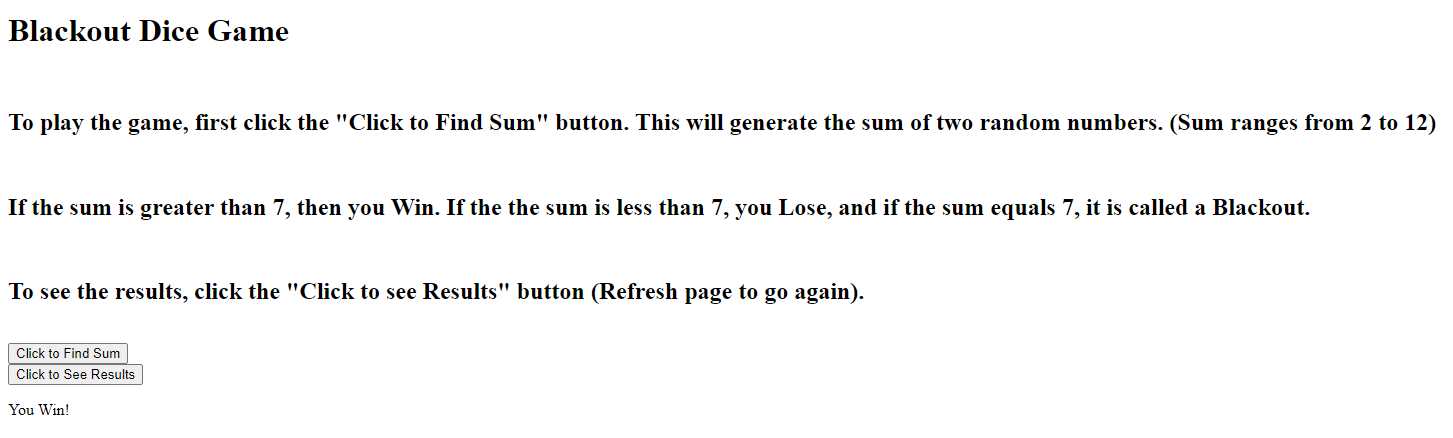 Blackout Dice Game
To play the game, first click the "Click to Find Sum" button. This will generate the sum of two random numbers. (Sum ranges from 2 to 12)
If the sum is greater than 7, then you Win. If the the sum is less than 7, you Lose, and if the sum equals 7, it is called a Blackout.
To see the results, click the "Click to see Results" button (Refresh page to go again).
Click to Find Sum
Click to See Results
You Win!